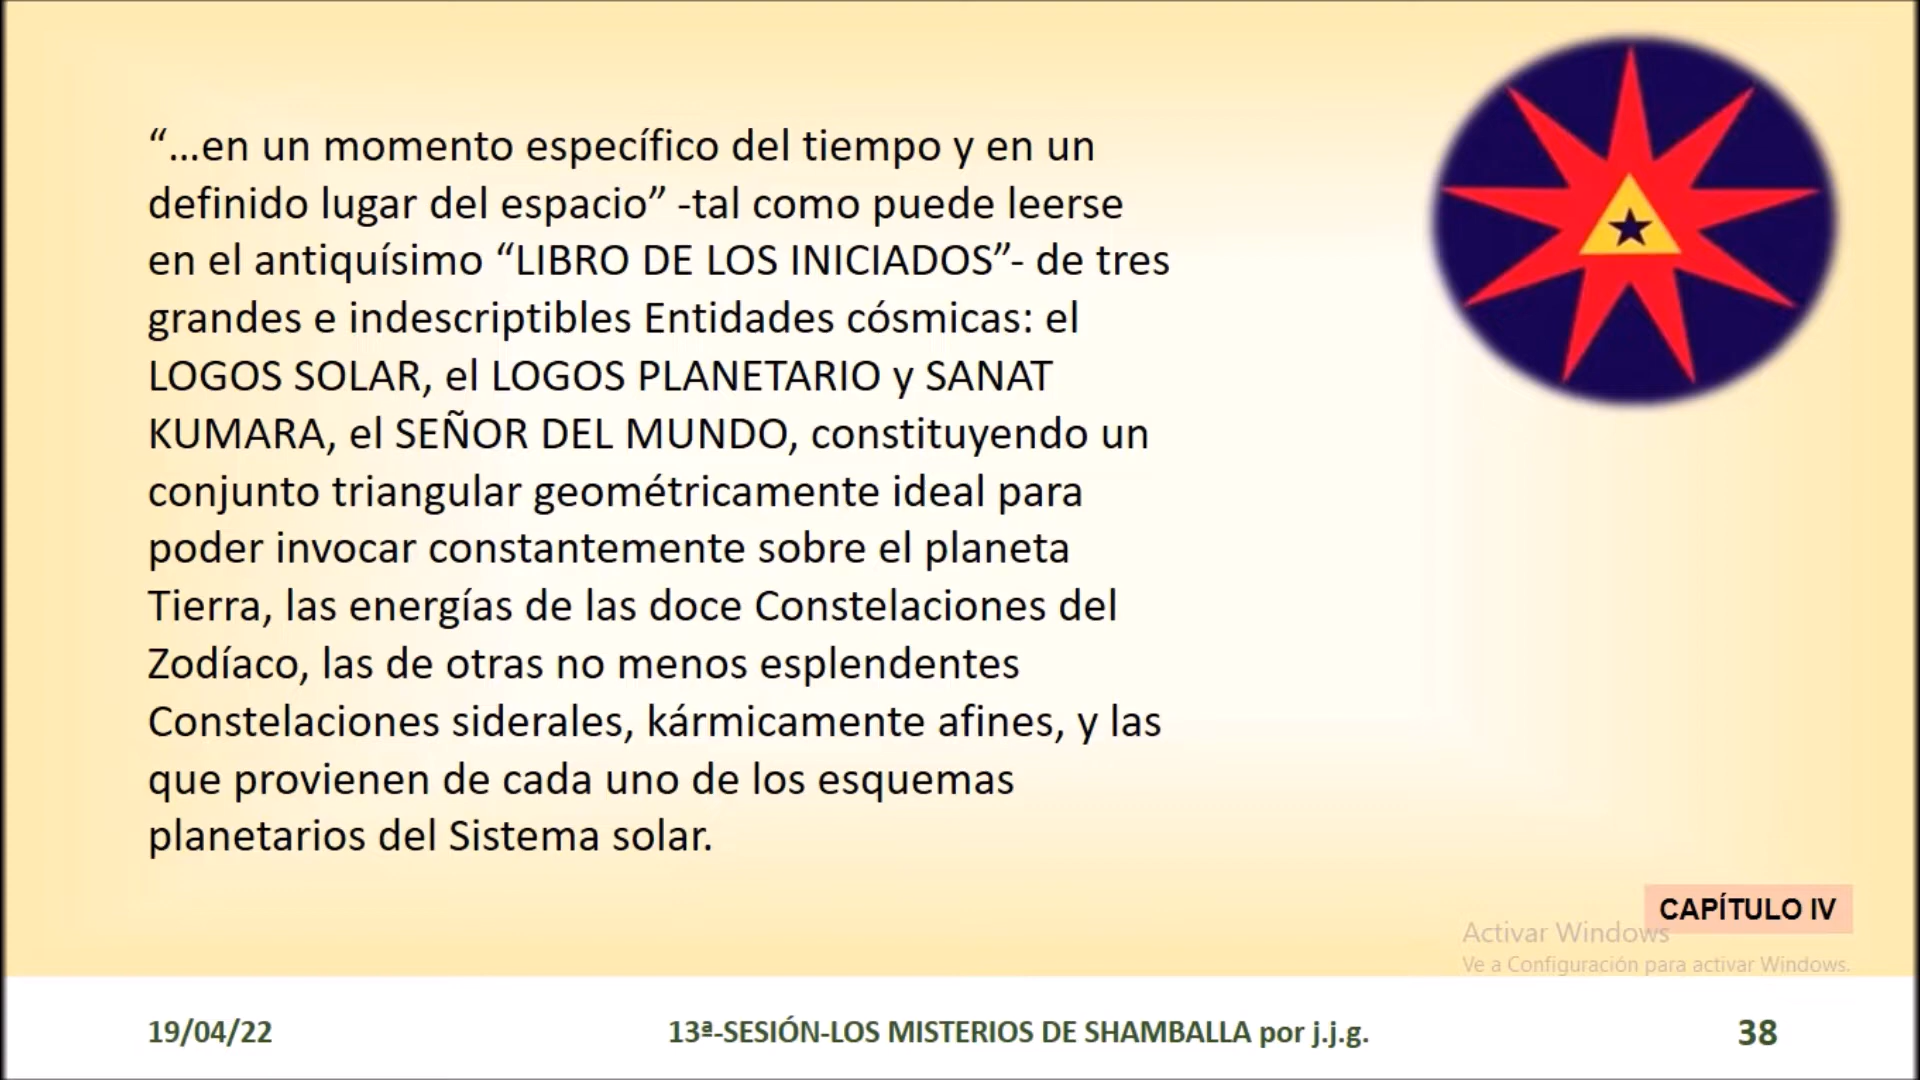 “...en un momento específico del tiempo y en un
definido lugar del espacio” -tal como puede leerse
en el antiquísimo “LIBRO DE LOS INICIADOS”- de tres
grandes e indescriptibles Entidades cósmicas: el
LOGOS SOLAR, el LOGOS PLANETARIO y SANAT
KUMARA, el SEÑOR DEL MUNDO, constituyendo un
conjunto triangular geométricamente ideal para
poder invocar constantemente sobre el planeta
Tierra, las energías de las doce Constelaciones del
Zodíaco, las de otras no menos esplendentes
Constelaciones siderales, kármicamente afines, y las
que provienen de cada uno de los esquemas
planetarios del Sistema solar.
CAPÍTULO IV
Activar Windows
Ve a Configuración para activar Windows.
19/04/22
13ª-SESIÓN-LOS MISTERIOS DE SHAMBALLA por j.j.g.
38